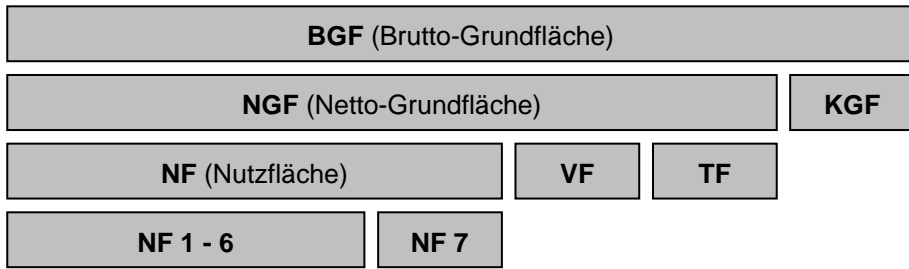 BGF (Brutto-Grundfläche)
NGF (Netto-Grundfläche) KGF
NF (Nutzfläche) VF TF
NF 1 - 6 NF 7